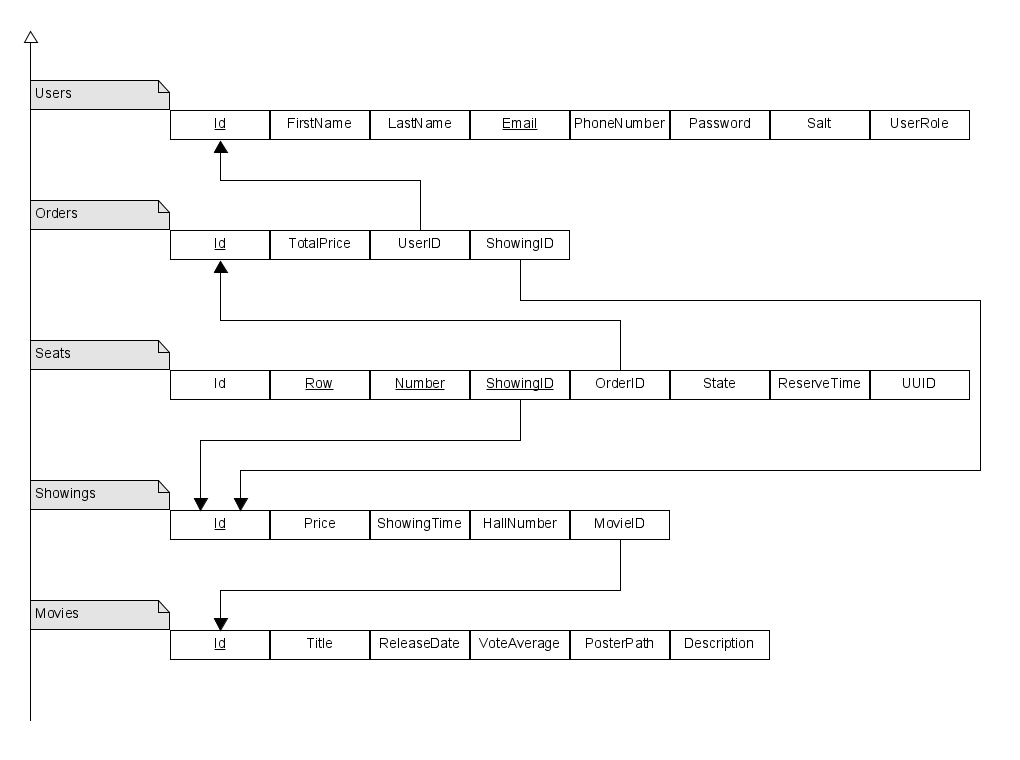 Users
Id FirstName LastName Email PhoneNumber Password Salt UserRole
Orders
Id TotalPrice UserID ShowingID
Seats
Id Row Number ShowingID OrderID State ReserveTime UUID
Showings
Id Price ShowingTime HallNumber MovieID
Movies
Id Title ReleaseDate VoteAverage PosterPath Description